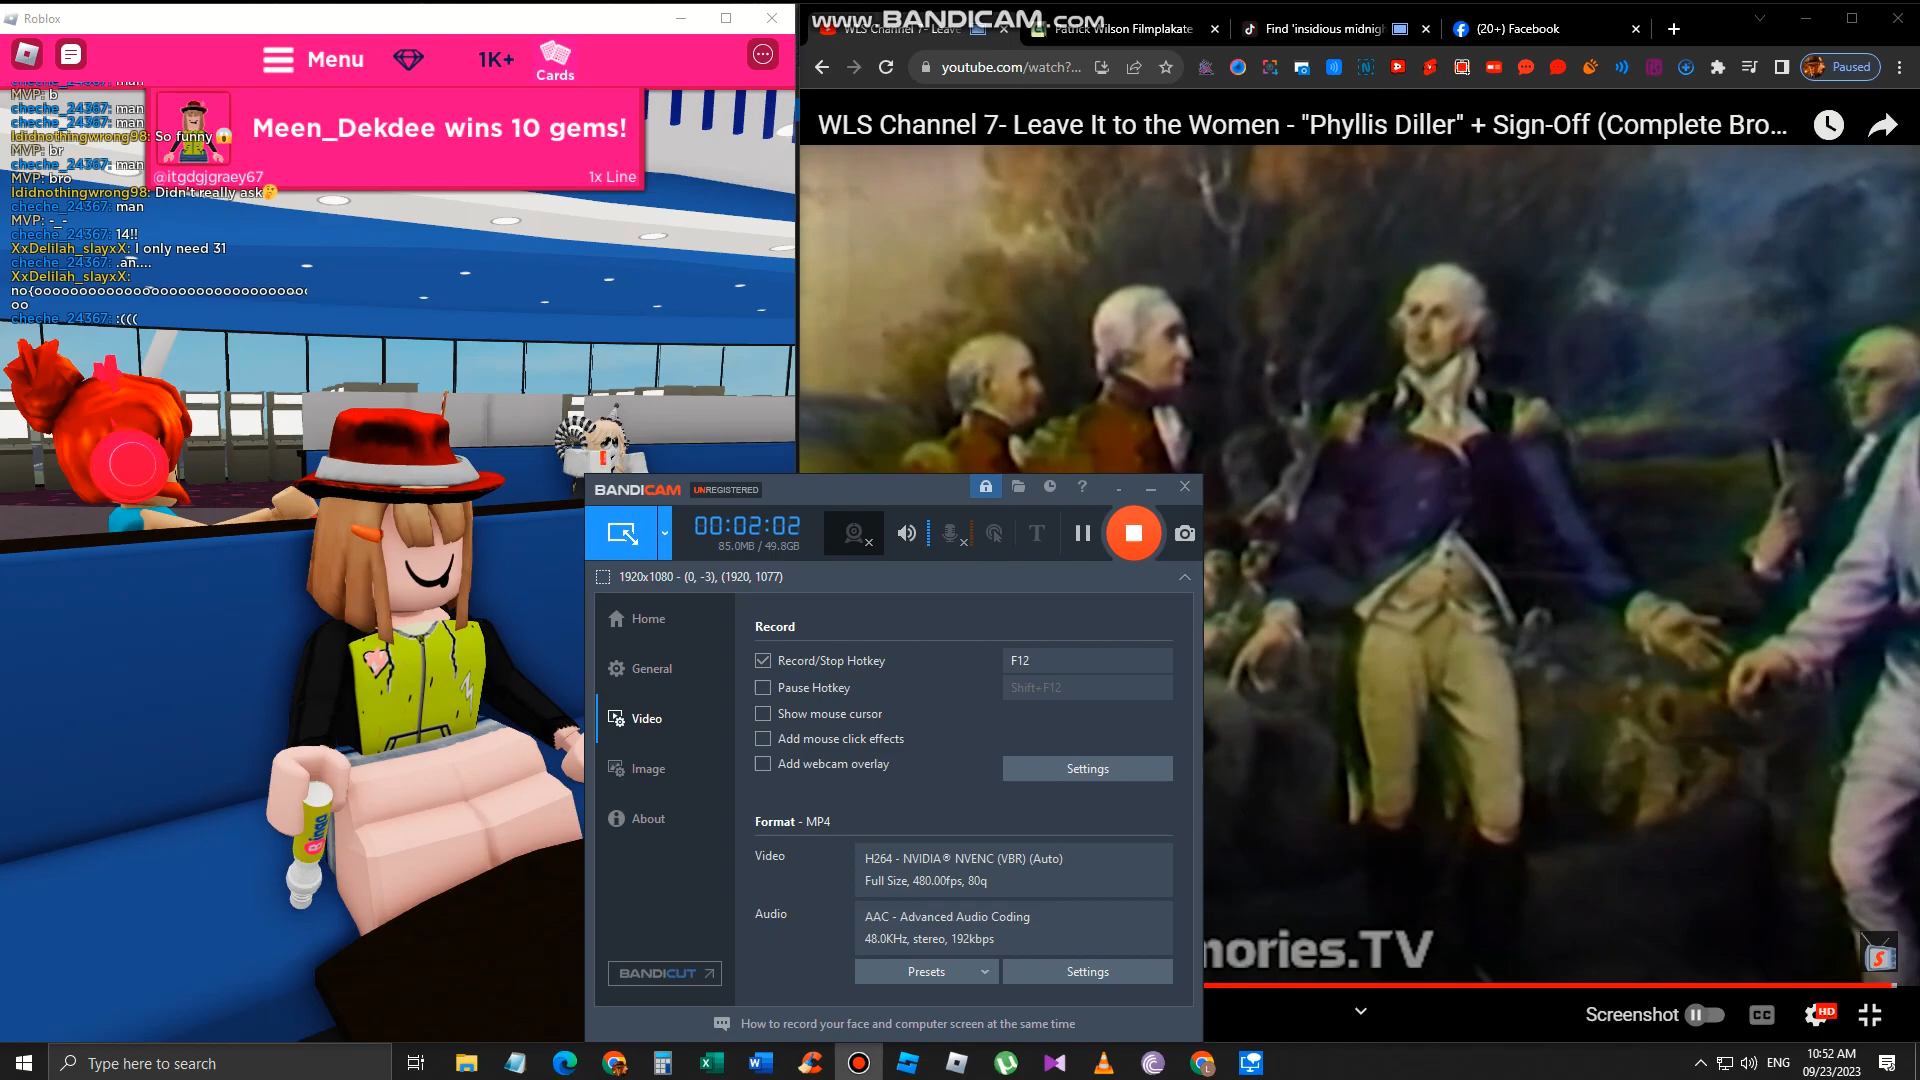 Roblox
Menu
1K+
Cards
cheche_24367: man
MVP: b
cheche_24367: man
Ididnothingwrong98: So funny😱
MVP: br
cheche_24367: man
MVP: bro
Ididnothingwrong98: Didn't really ask🤔
cheche_24367: man
MVP: -_-
cheche_24367: 14!!
XxDelilah_slayxX: I only need 31
cheche_24367: .an....
XxDelilah_slayxX:
cheche_24367: :(((
Meen_Dekdee wins 10 gems!
@itgdgjgraey67
1x Line
Bingo
www.BANDICAM.com
WLS Channel 7- Leave
Patrick Wilson Filmplakate
Find 'insidious midnigh
(20+) Facebook
youtube.com/watch?...
Paused
WLS Channel 7- Leave It to the Women - "Phyllis Diller" + Sign-Off (Complete Bro...
BANDICAM UNREGISTERED
00:02:02
85.0MB / 49.8GB
1920x1080 - (0, -3), (1920, 1077)
Home
General
Video
Image
About
BANDICUT
Record
Record/Stop Hotkey
F12
Pause Hotkey
Shift+F12
Show mouse cursor
Add mouse click effects
Add webcam overlay
Settings
Format - MP4
Video
H264 - NVIDIA® NVENC (VBR) (Auto)
Full Size, 480.00fps, 80q
Audio
AAC - Advanced Audio Coding
48.0KHz, stereo, 192kbps
Presets
Settings
How to record your face and computer screen at the same time
ories.TV
S
Screenshot
CC
HD
Type here to search
ENG
10:52 AM
09/23/2023